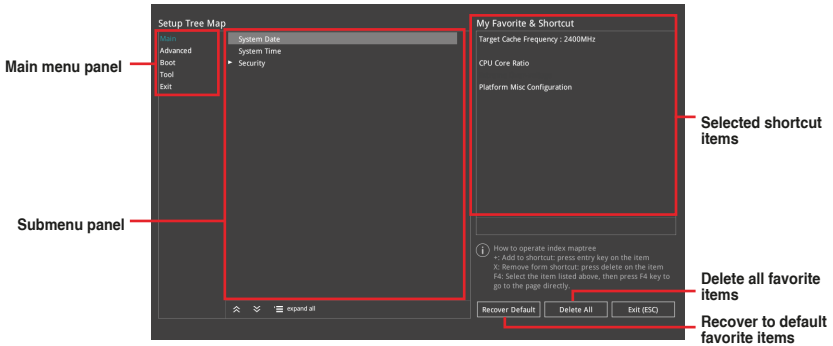 Setup Tree Map
My Favorite & Shortcut
Main
Advanced
Boot
Tool
Exit
System Date
System Time
Security
Target Cache Frequency : 2400MHz
CPU Core Ratio
Platform Misc Configuration
Main menu panel
Submenu panel
Selected shortcut
items
How to operate index maptree
+: Add to shortcut: press entry key on the item
X: Remove form shortcut: press delete on the item
F4: Select the item listed above, then press F4 key to
go to the page directly.
expand all
Recover Default
Delete All
Exit (ESC)
Delete all favorite
items
Recover to default
favorite items